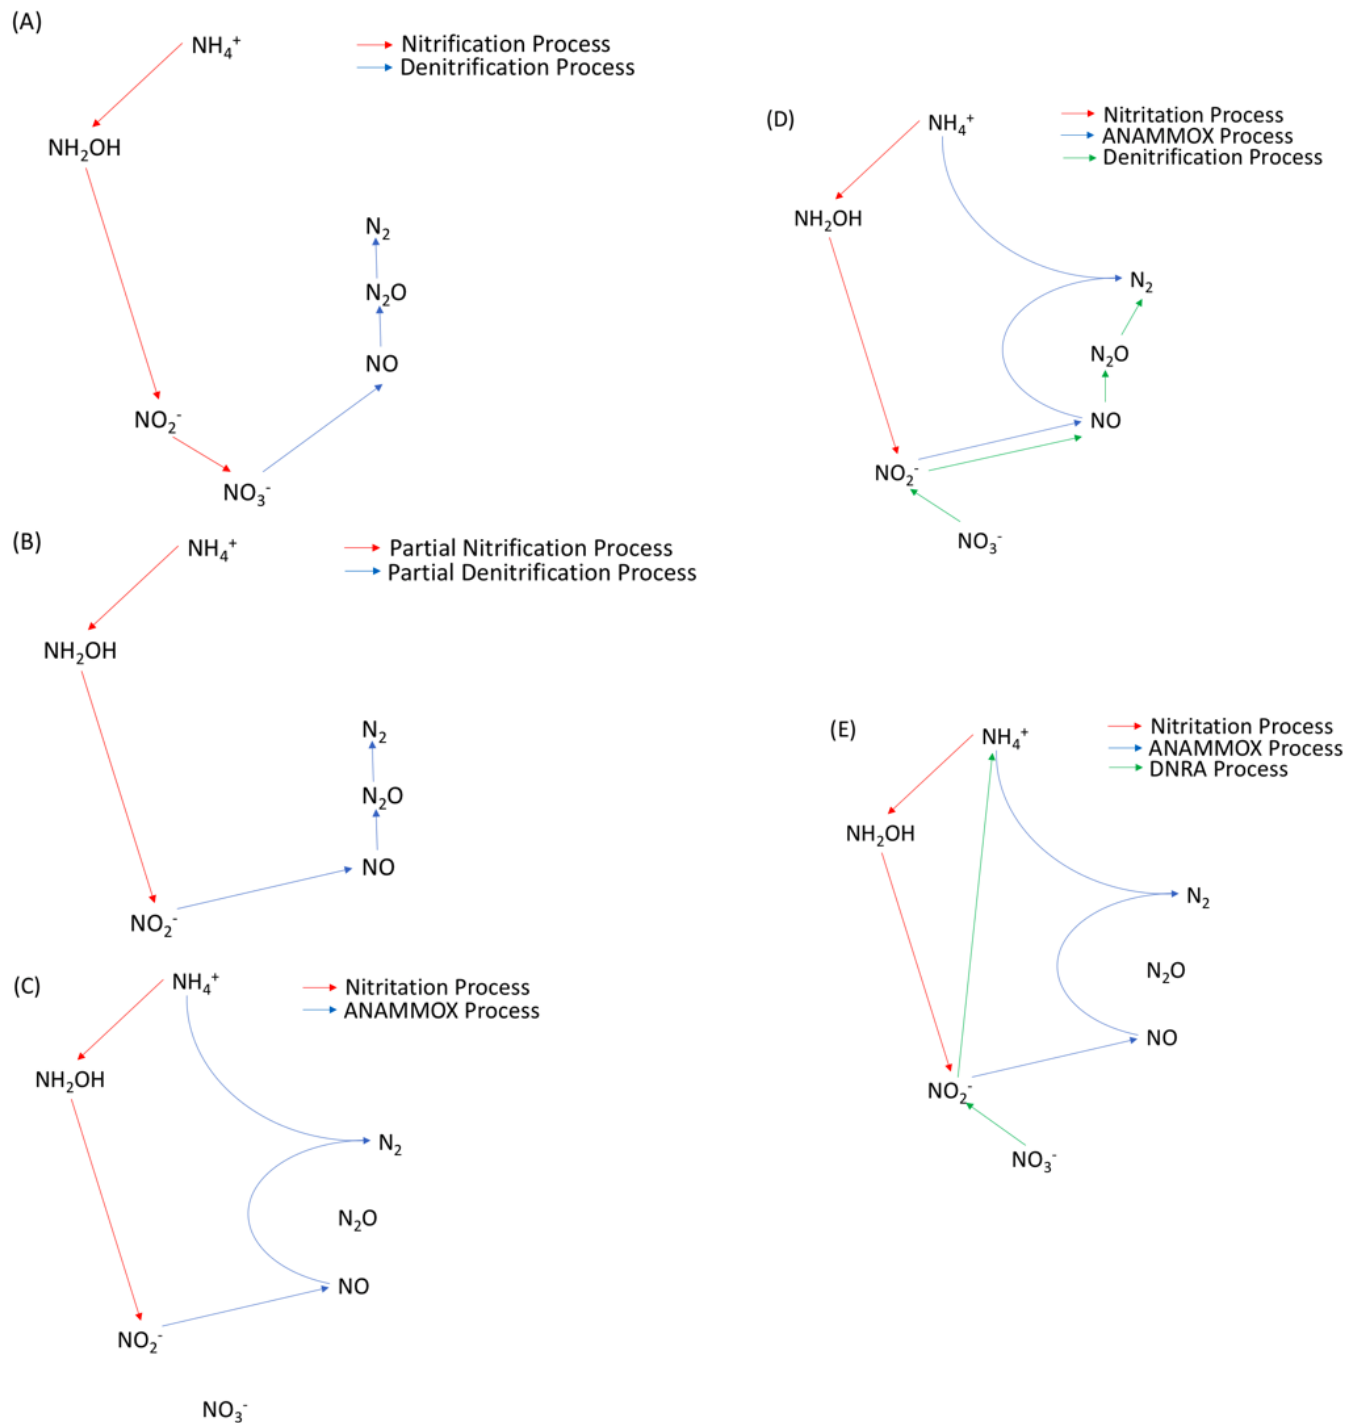 (A)
NH₄⁺
Nitrification Process
Denitrification Process
NH₂OH
N₂
N₂O
NO
NO₂⁻
NO₃⁻
(B)
NH₄⁺
Partial Nitrification Process
Partial Denitrification Process
NH₂OH
N₂
N₂O
NO
NO₂⁻
(C)
NH₄⁺
Nitritation Process
ANAMMOX Process
NH₂OH
N₂
N₂O
NO
NO₂⁻
NO₃⁻
(D)
NH₄⁺
Nitritation Process
ANAMMOX Process
Denitrification Process
NH₂OH
N₂
N₂O
NO
NO₂⁻
NO₃⁻
(E)
NH₄⁺
Nitritation Process
ANAMMOX Process
DNRA Process
NH₂OH
N₂
N₂O
NO
NO₂⁻
NO₃⁻